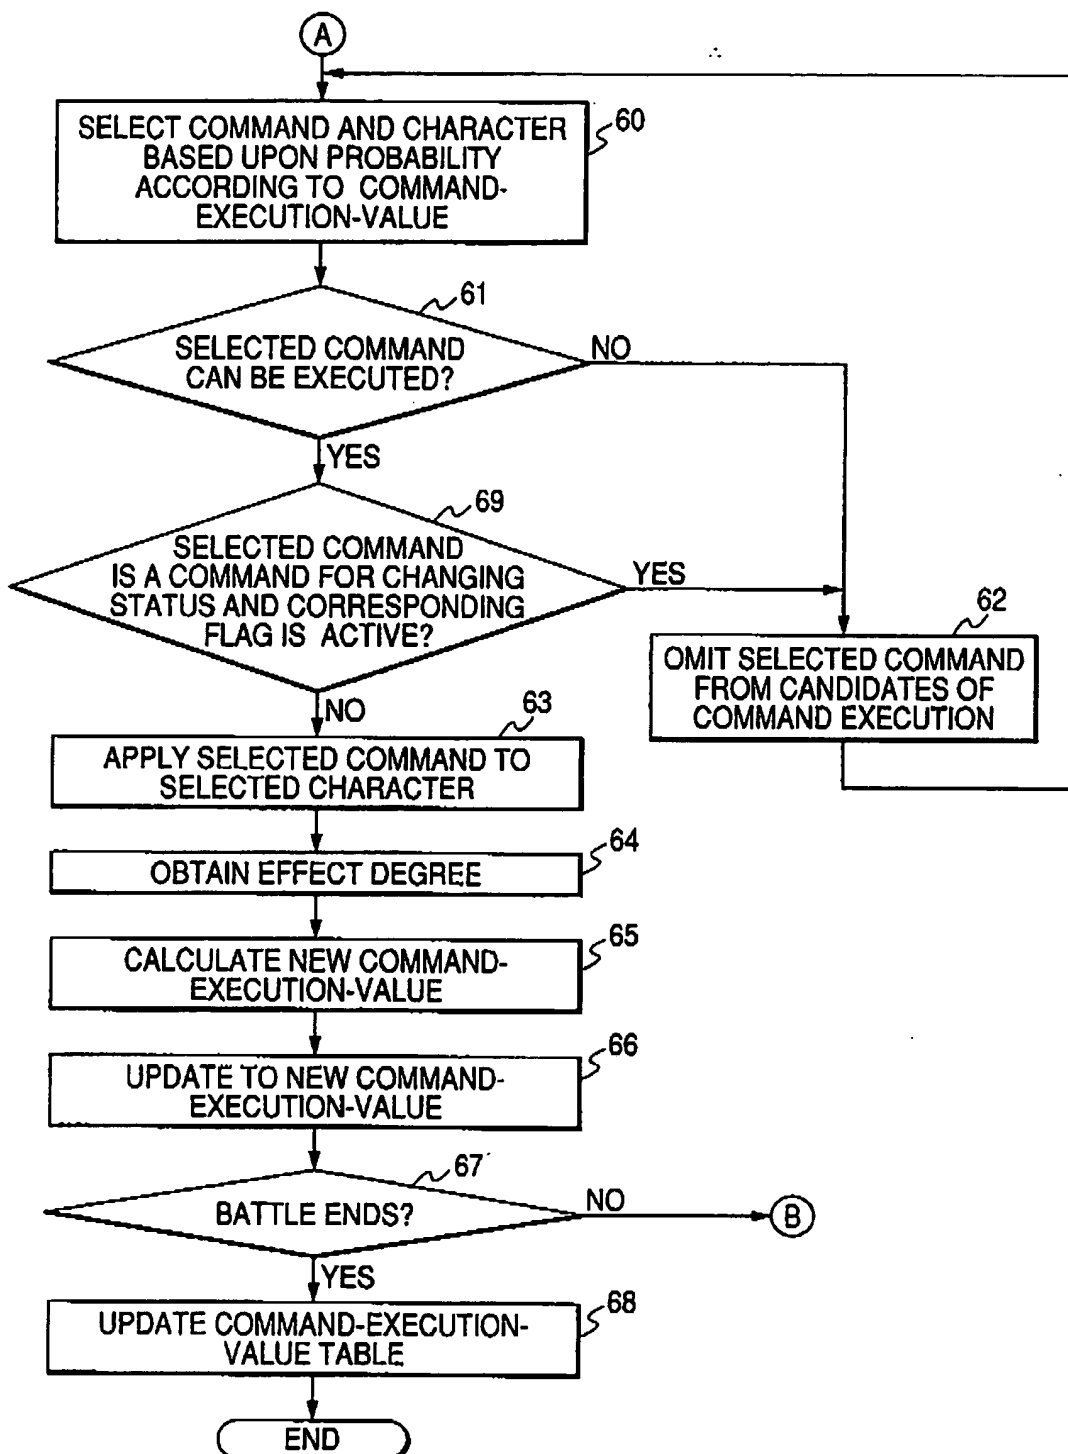 A
SELECT COMMAND AND CHARACTER
BASED UPON PROBABILITY
ACCORDING TO COMMAND-
EXECUTION-VALUE
60
61
SELECTED COMMAND
CAN BE EXECUTED?
NO
YES
69
SELECTED COMMAND
IS A COMMAND FOR CHANGING
STATUS AND CORRESPONDING
FLAG IS ACTIVE?
YES
62
OMIT SELECTED COMMAND
FROM CANDIDATES OF
COMMAND EXECUTION
NO
63
APPLY SELECTED COMMAND TO
SELECTED CHARACTER
64
OBTAIN EFFECT DEGREE
65
CALCULATE NEW COMMAND-
EXECUTION-VALUE
66
UPDATE TO NEW COMMAND-
EXECUTION-VALUE
67
BATTLE ENDS?
NO
B
YES
68
UPDATE COMMAND-EXECUTION-
VALUE TABLE
END